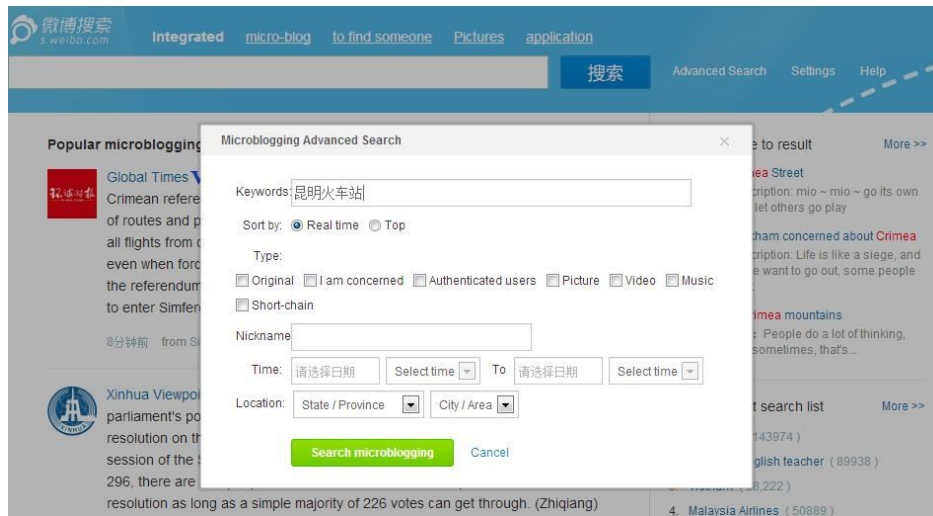 微博搜索
s.weibo.com
Integrated micro-blog to find someone Pictures application
搜索 Advanced Search Settings Help
Popular microblogging
Global Times V
Crimean refere
of routes and p
all flights from
even when forc
the referendum
to enter Simfer
8分钟前 from
Xinhua Viewpoi
parliament's po
resolution on th
session of the
296, there are
resolution as long as a simple majority of 226 votes can get through. (Zhiqiang)
Microblogging Advanced Search ×
Keywords: 昆明火车站
Sort by: Real time Top
Type:
Original I am concerned Authenticated users Picture Video Music
Short-chain
Nickname
Time: 请选择日期 Select time To 请选择日期 Select time
Location: State / Province City / Area
Search microblogging Cancel
e to result More >>
ea Street
cription: mio ~ mio ~ go its own
let others go play
ham concerned about Crimea
cription: Life is like a siege, and
e want to go out, some people
imea mountains
: People do a lot of thinking,
sometimes, that's...
t search list More >>
143974 )
glish teacher ( 89938 )
8,222 )
4. Malaysia Airlines ( 50889 )